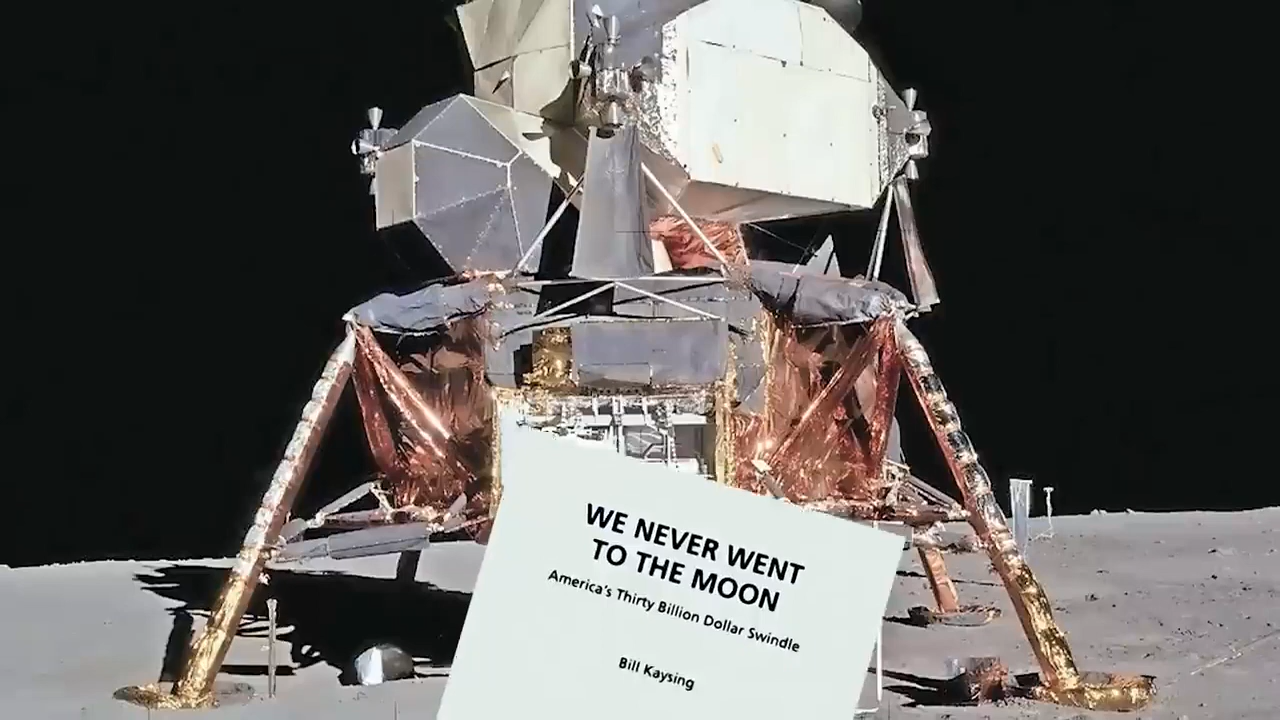 WE NEVER WENT
TO THE MOON
America's Thirty Billion Dollar Swindle
Bill Kaysing